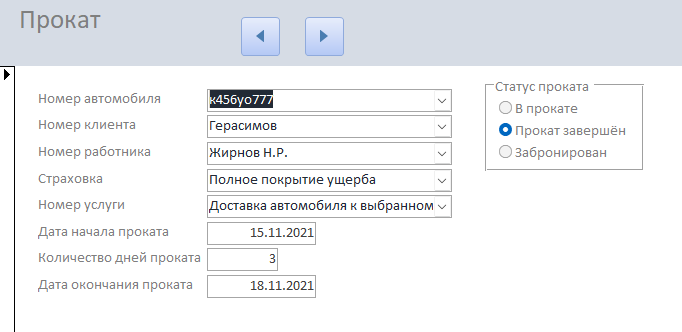 Прокат
Номер автомобиля к456уо777
Номер клиента Герасимов
Номер работника Жирнов Н.Р.
Страховка Полное покрытие ущерба
Номер услуги Доставка автомобиля к выбранном
Дата начала проката 15.11.2021
Количество дней проката 3
Дата окончания проката 18.11.2021
Статус проката
В прокате
Прокат завершён
Забронирован